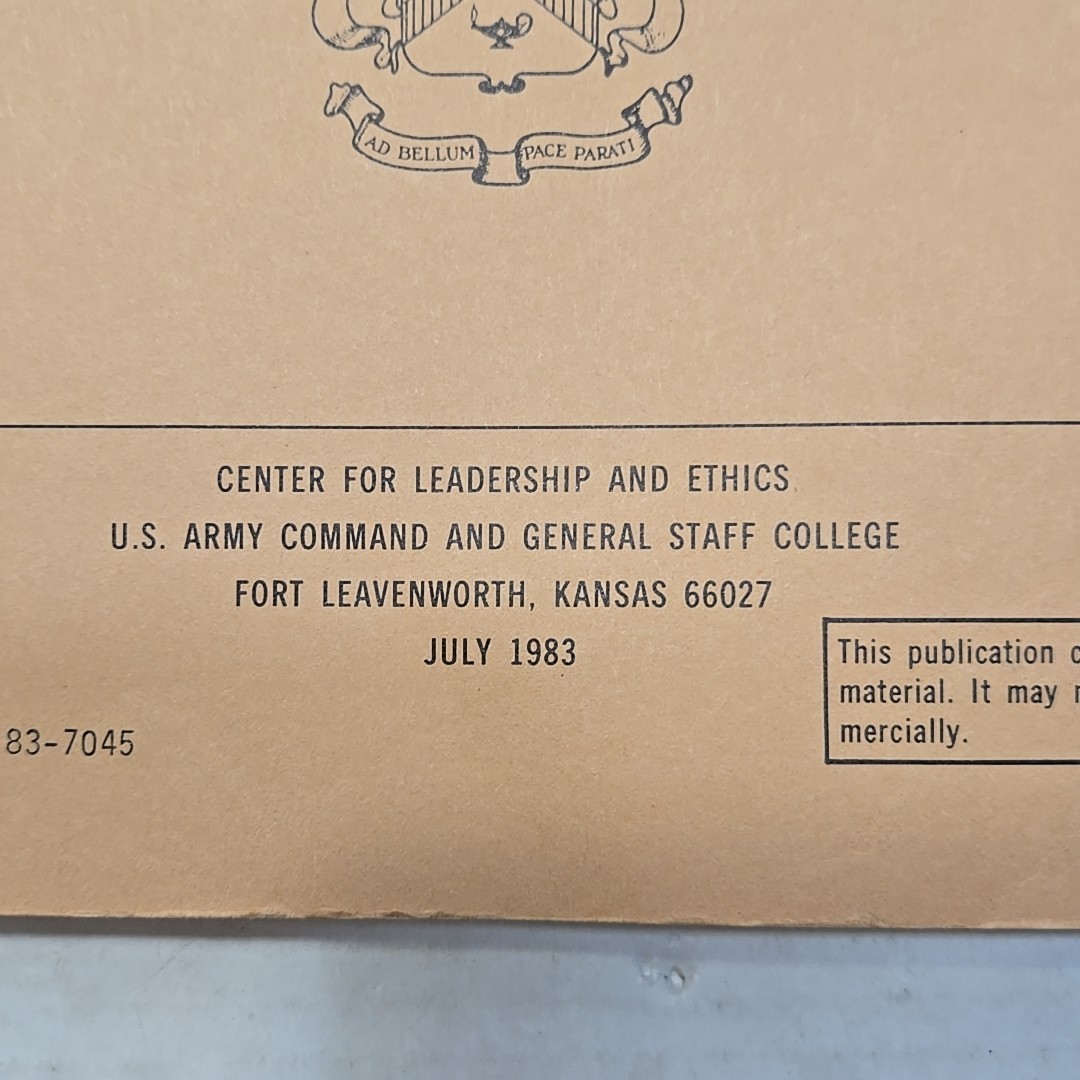 AD BELLUM PACE PARATI
CENTER FOR LEADERSHIP AND ETHICS
U.S. ARMY COMMAND AND GENERAL STAFF COLLEGE
FORT LEAVENWORTH, KANSAS 66027
JULY 1983
This publication
material. It may
mercially.
83-7045